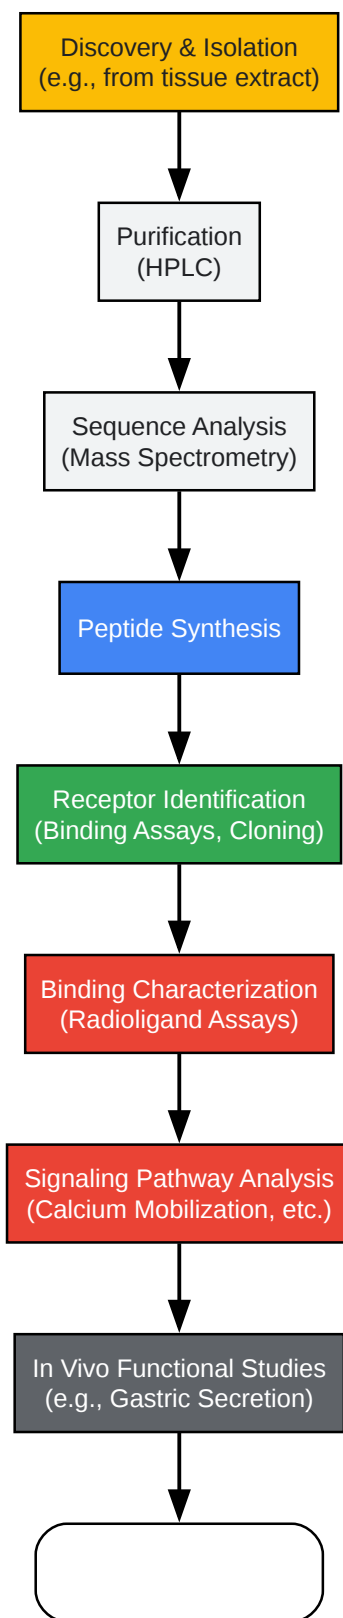 Discovery & Isolation
(e.g., from tissue extract)
Purification
(HPLC)
Sequence Analysis
(Mass Spectrometry)
Peptide Synthesis
Receptor Identification
(Binding Assays, Cloning)
Binding Characterization
(Radioligand Assays)
Signaling Pathway Analysis
(Calcium Mobilization, etc.)
In Vivo Functional Studies
(e.g., Gastric Secretion)